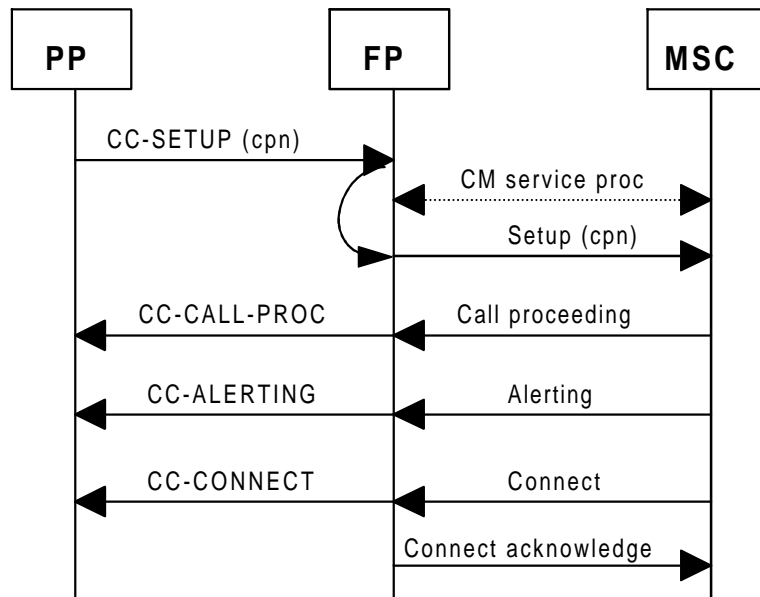 PP
FP
MSC
CC-SETUP (cpn)
CM service proc
Setup (cpn)
CC-CALL-PROC
Call proceeding
CC-ALERTING
Alerting
CC-CONNECT
Connect
Connect acknowledge